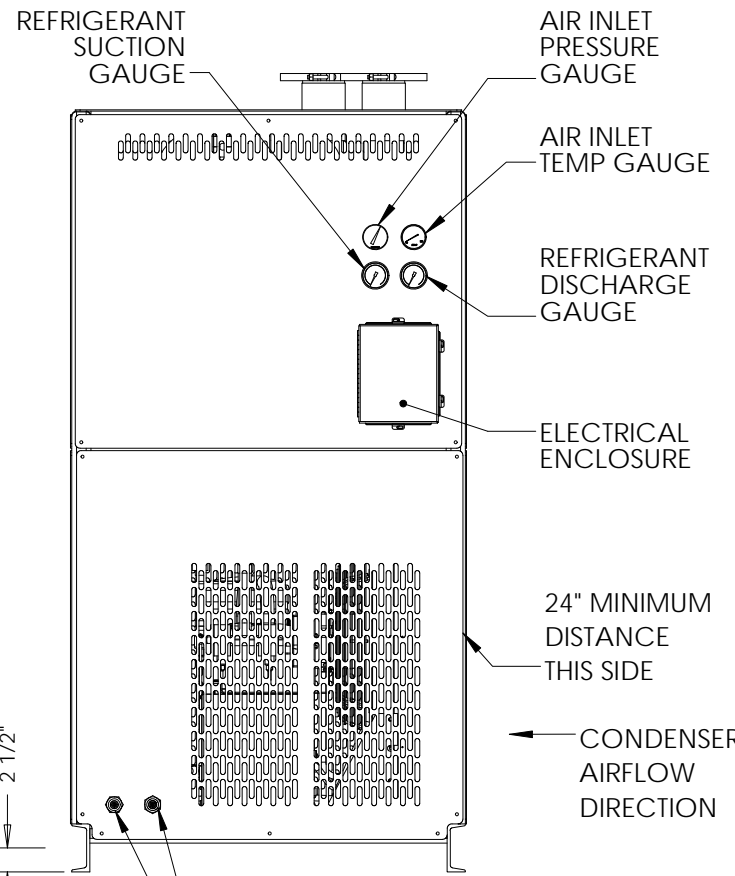 REFRIGERANT
SUCTION
GAUGE
AIR INLET
PRESSURE
GAUGE
AIR INLET
TEMP GAUGE
REFRIGERANT
DISCHARGE
GAUGE
ELECTRICAL
ENCLOSURE
24" MINIMUM
DISTANCE
THIS SIDE
CONDENSER
AIRFLOW
DIRECTION
2 1/2"